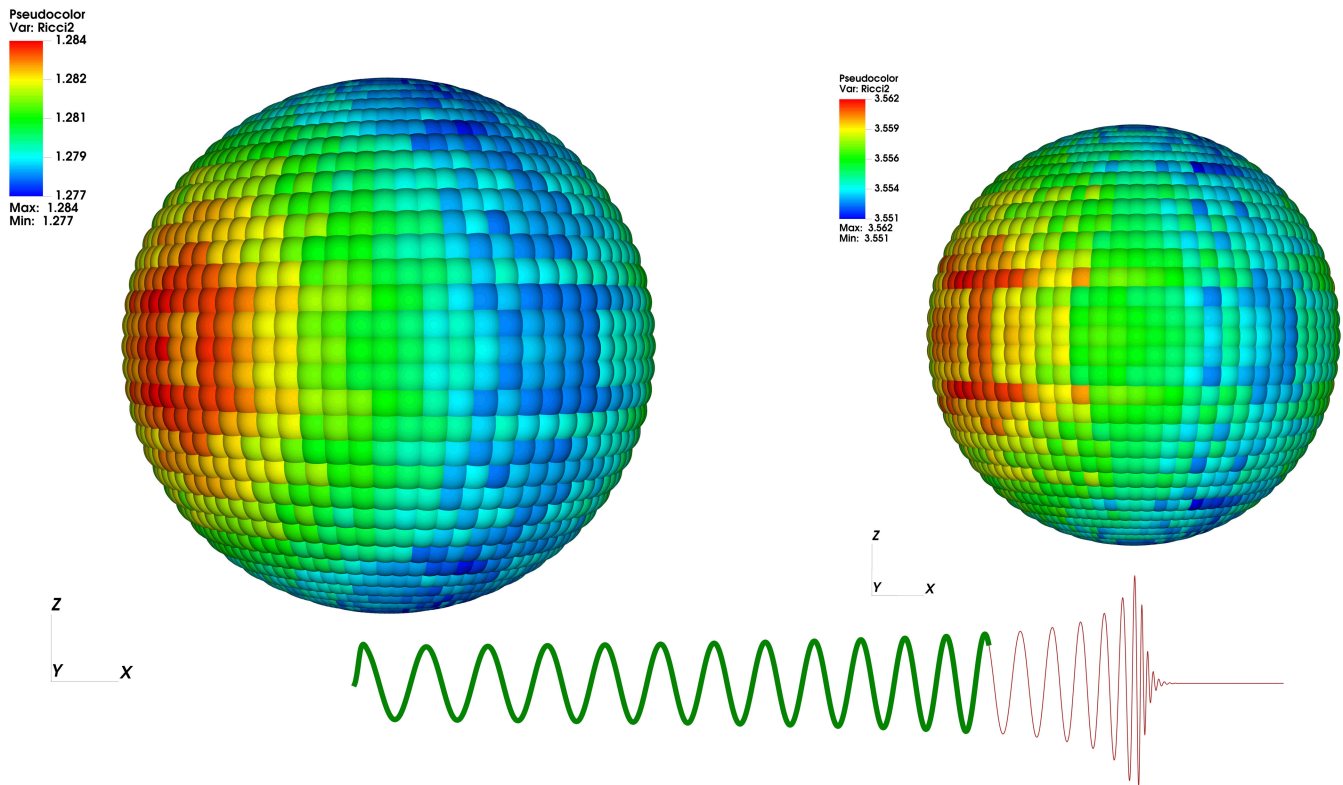 Pseudocolor
Var: Ricci2
1.284
1.282
1.281
1.279
1.277
Max: 1.284
Min: 1.277
Z
Y X
Pseudocolor
Var: Ricci2
3.562
3.559
3.556
3.554
3.551
Max: 3.562
Min: 3.551
Z
Y X